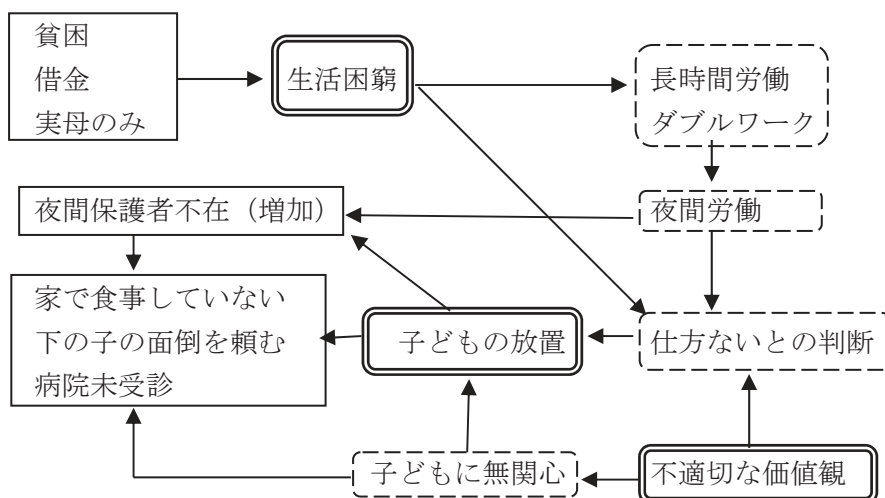 貧困
借金
実母のみ
生活困窮
長時間労働
ダブルワーク
夜間保護者不在（増加）
夜間労働
家で食事していない
下の子の面倒を頼む
病院未受診
子どもの放置
仕方ないとの判断
子どもに無関心
不適切な価値観